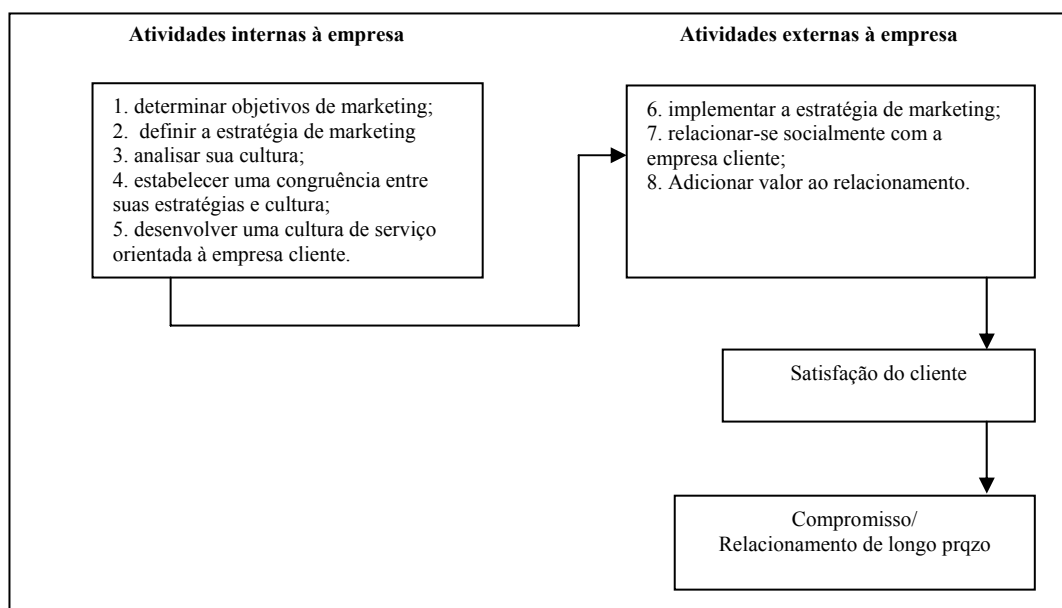 Atividades internas à empresa
1. determinar objetivos de marketing;
2. definir a estratégia de marketing
3. analisar sua cultura;
4. estabelecer uma congruência entre
suas estratégias e cultura;
5. desenvolver uma cultura de serviço
orientada à empresa cliente.
Atividades externas à empresa
6. implementar a estratégia de marketing;
7. relacionar-se socialmente com a
empresa cliente;
8. Adicionar valor ao relacionamento.
Satisfação do cliente
Compromisso/
Relacionamento de longo prqzo